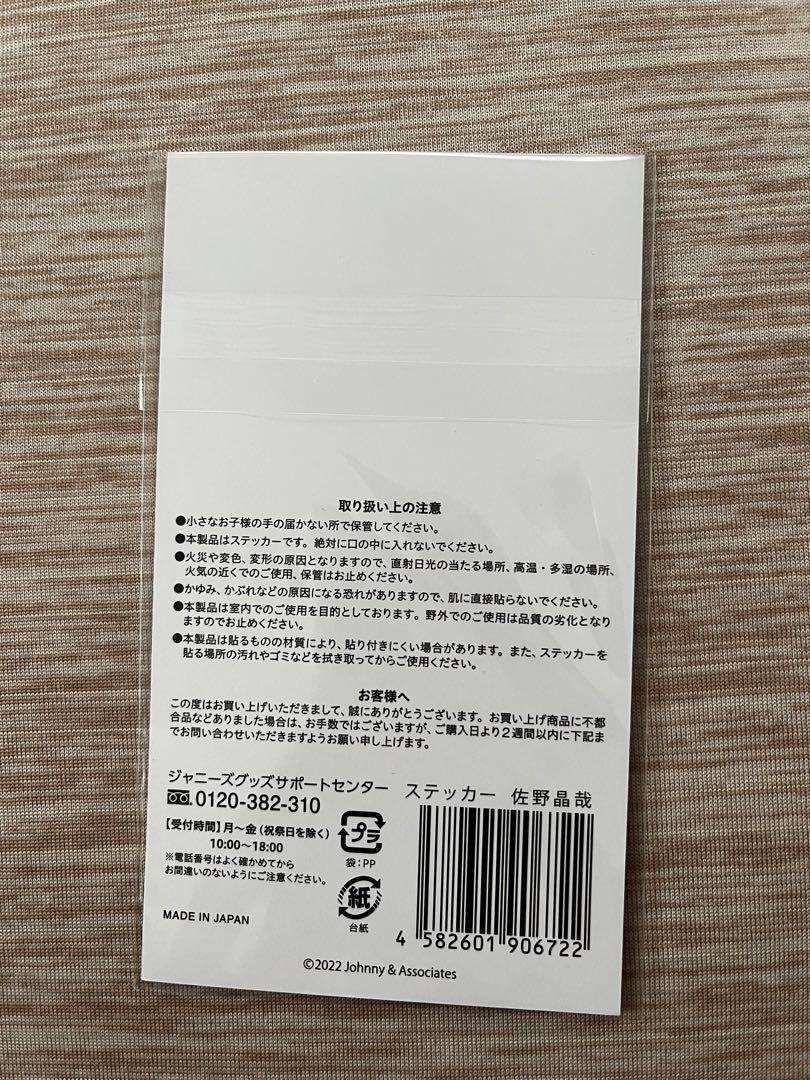 取り扱い上の注意
●小さなお子様の手の届かない所で保管してください。
●本製品はステッカーです。絶対に口の中に入れないでください。
●火災や変色、変形の原因となりますので、直射日光の当たる場所、高温・多湿の場所、
火気の近くでのご使用、保管はお止めください。
●かゆみ、かぶれなどの原因になる恐れがありますので、肌に直接貼らないでください。
●本製品は室内でのご使用を目的としております。野外でのご使用は品質の劣化となり
ますのでお止めください。
●本製品は貼るものの材質により、貼り付きにくい場合があります。また、ステッカーを
貼る場所の汚れやゴミなどを拭き取ってからご使用ください。
お客様へ
この度はお買い上げいただきまして、誠にありがとうございます。お買い上げ商品に不都
合品などありました場合は、お手数ではございますが、ご購入日より2週間以内に下記ま
でお問い合わせいただきますようお願い申し上げます。
ジャニーズグッズサポートセンター
0120-382-310
【受付時間】月〜金(祝祭日を除く)
10:00〜18:00
※電話番号はよく確かめてから
お間違いのないようにご注意ください。
MADE IN JAPAN
プラ
袋:PP
紙
台紙
ステッカー 佐野晶哉
4 582601 906722
©2022 Johnny & Associates